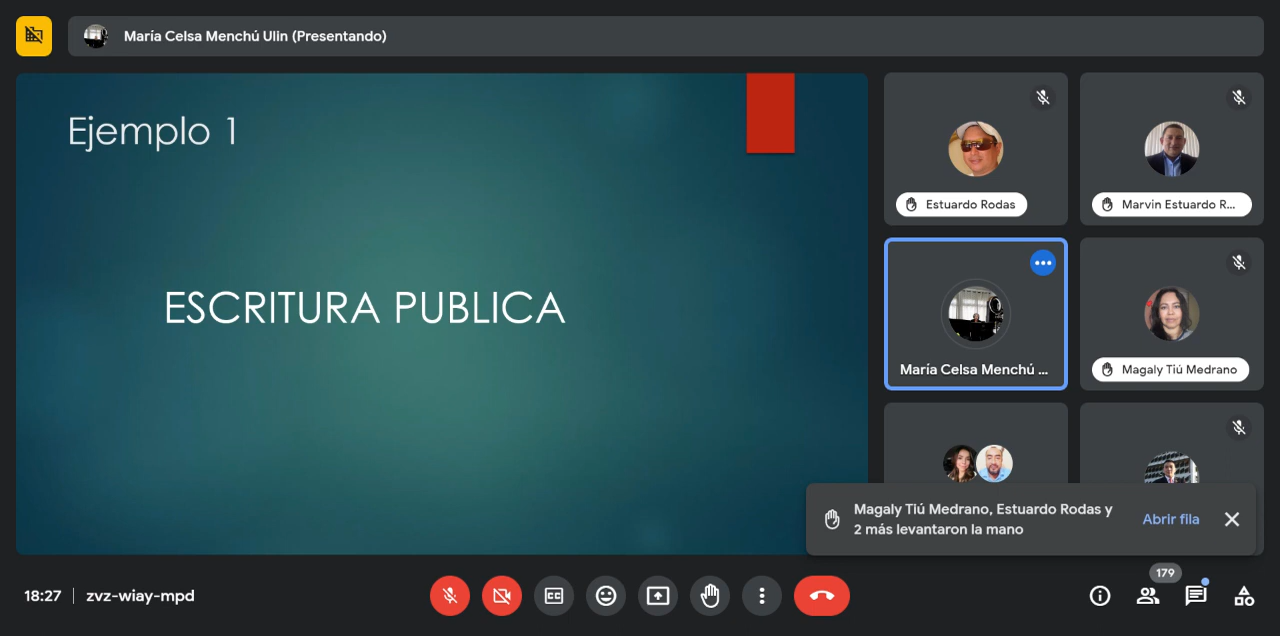 María Celsa Menchú Ulin (Presentando)
Ejemplo 1
ESCRITURA PUBLICA
Estuardo Rodas
Marvin Estuardo R...
María Celsa Menchú ...
Magaly Tiú Medrano
Magaly Tiú Medrano, Estuardo Rodas y
2 más levantaron la mano
Abrir fila
18:27
zvz-wiay-mpd
179